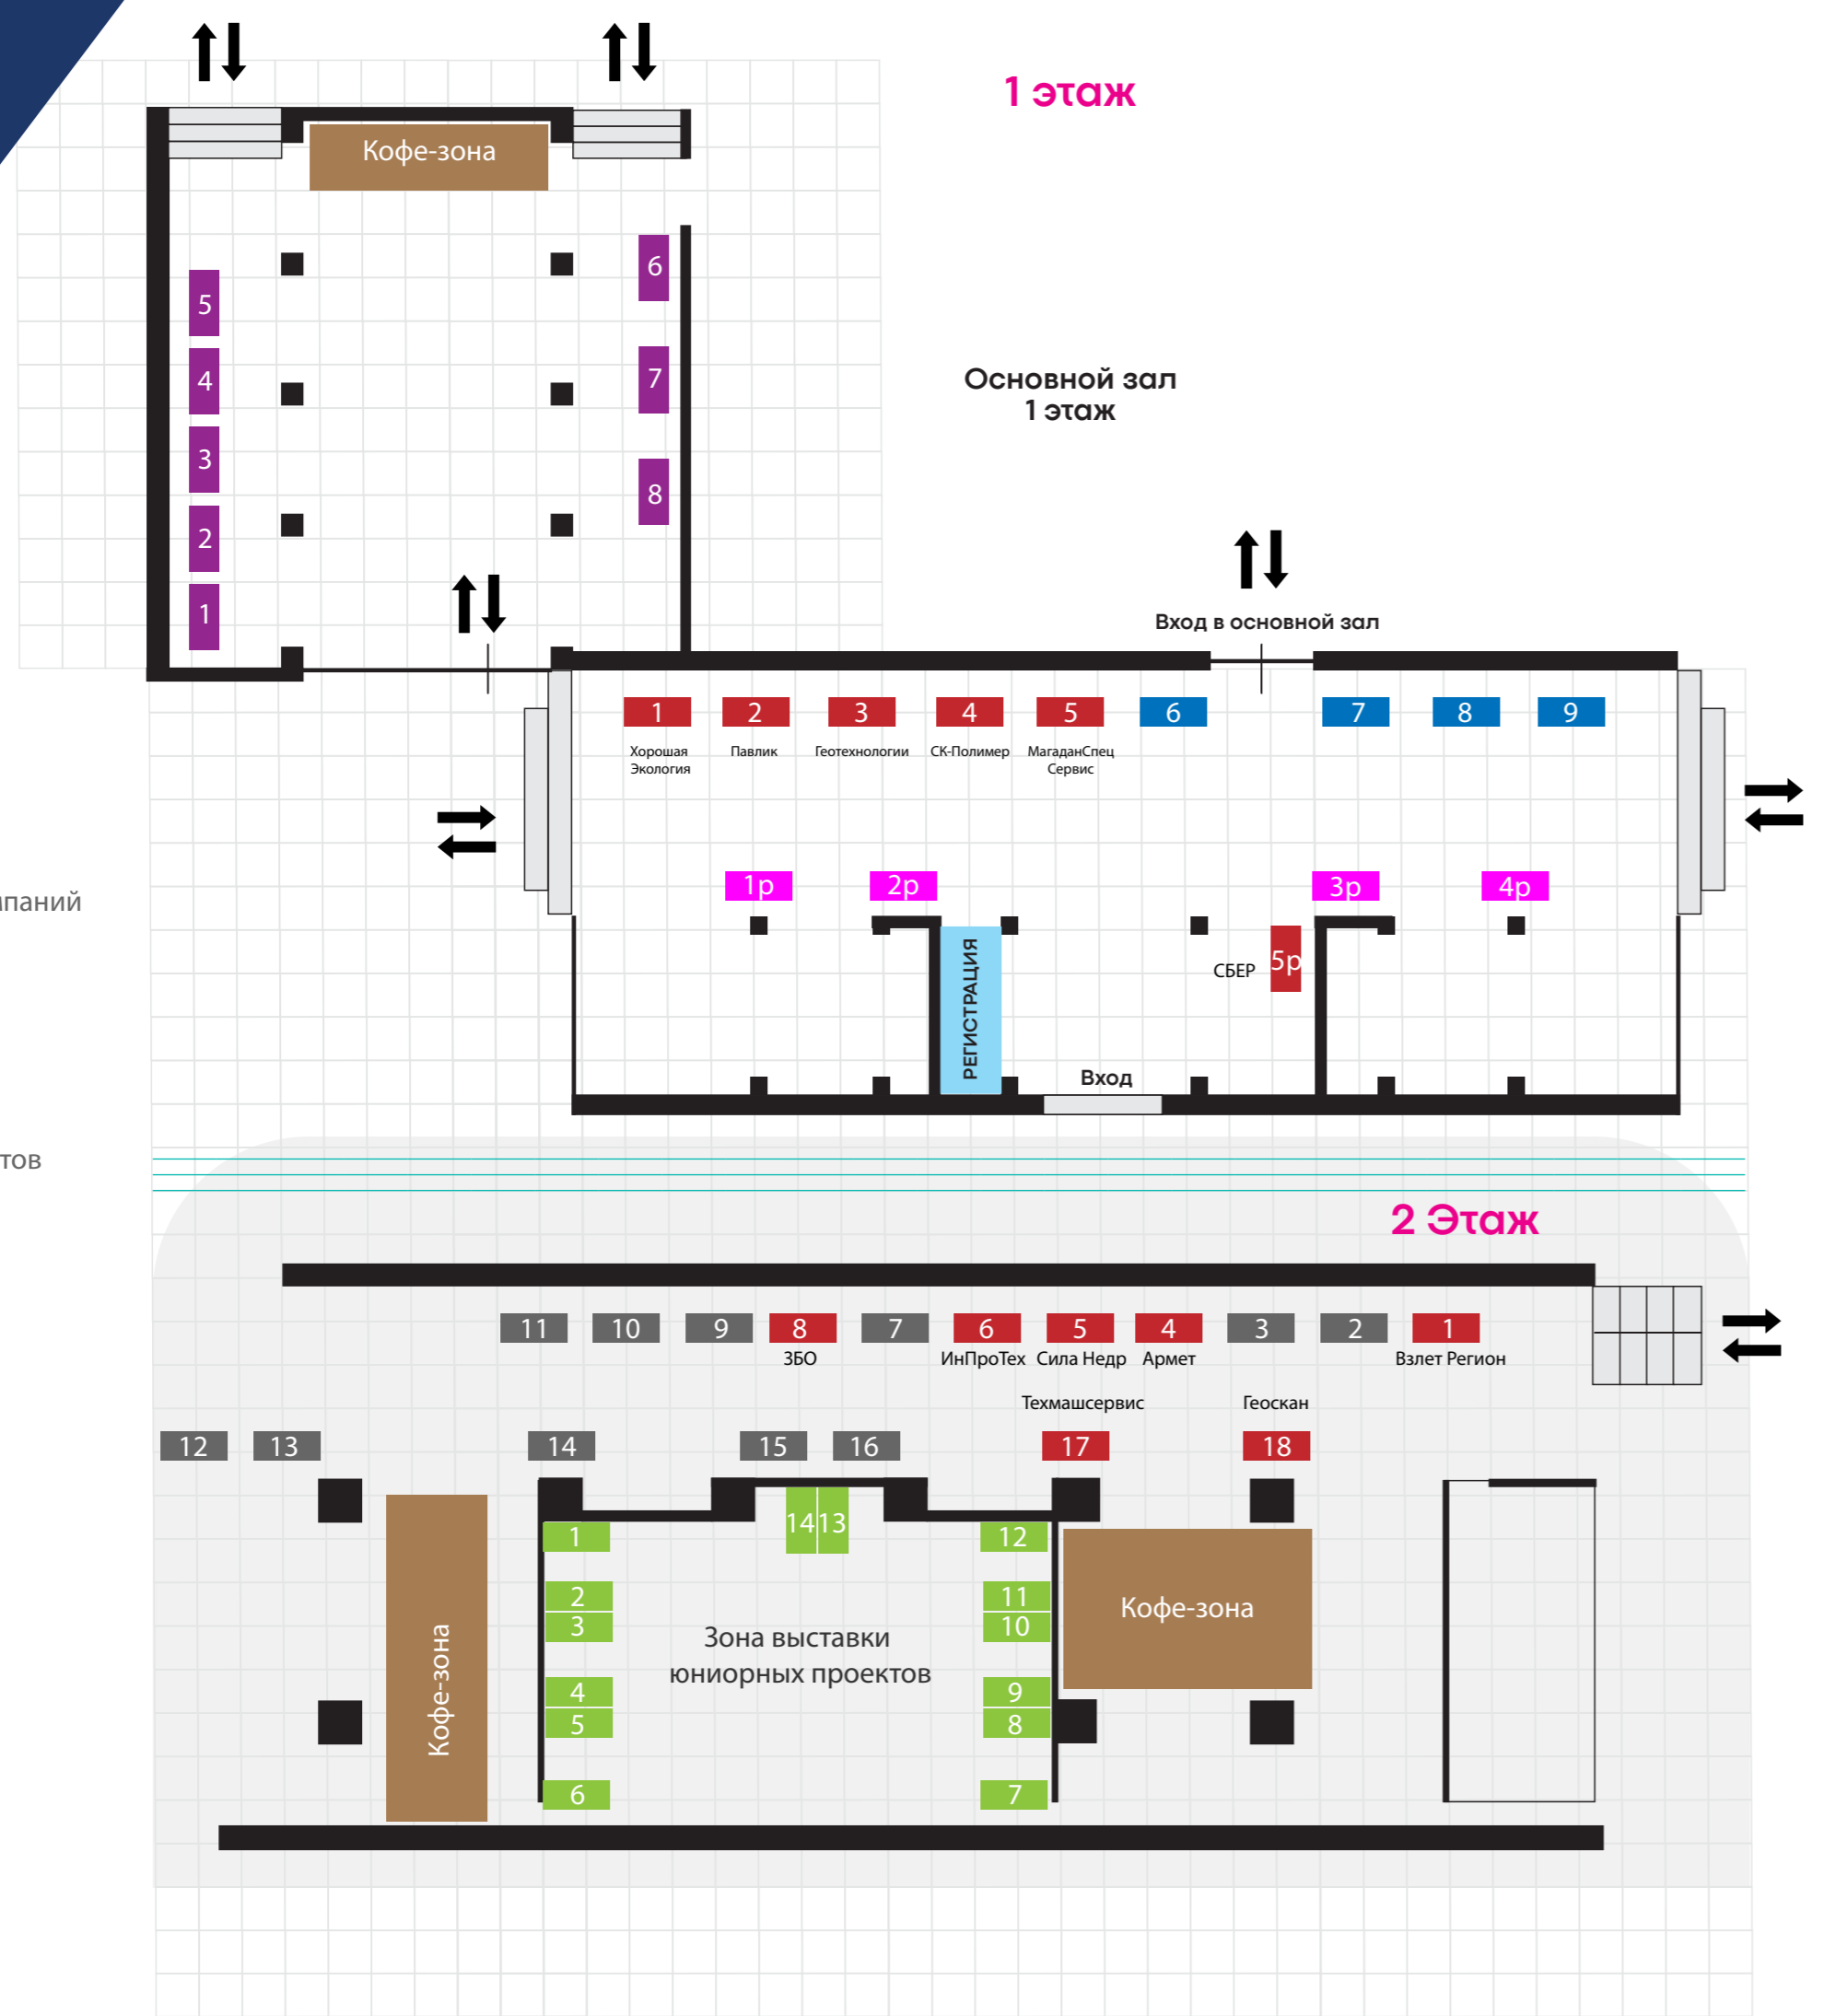 1 этаж
Кофе-зона
6
5
7
4
Основной зал
1 этаж
3
8
2
1
Вход в основной зал
1 2 3 4 5 6 7 8 9
Хорошая
Экология
Павлик
Геотехнологии
СК-Полимер
МагаданСпец
Сервис
1р 2р 3р 4р
паний
РЕГИСТРАЦИЯ
СБЕР
5р
Вход
тов
2 Этаж
11 10 9 8 7 6 5 4 3 2 1
ЗБО ИнПроТех Сила Недр Армет Взлет Регион
Техмашсервис Геоскан
12 13 14 15 16 17 18
14 13
1 12
2 11
3 10
Кофе-зона
Зона выставки
юниорных проектов
Кофе-зона
4 9
5 8
6 7